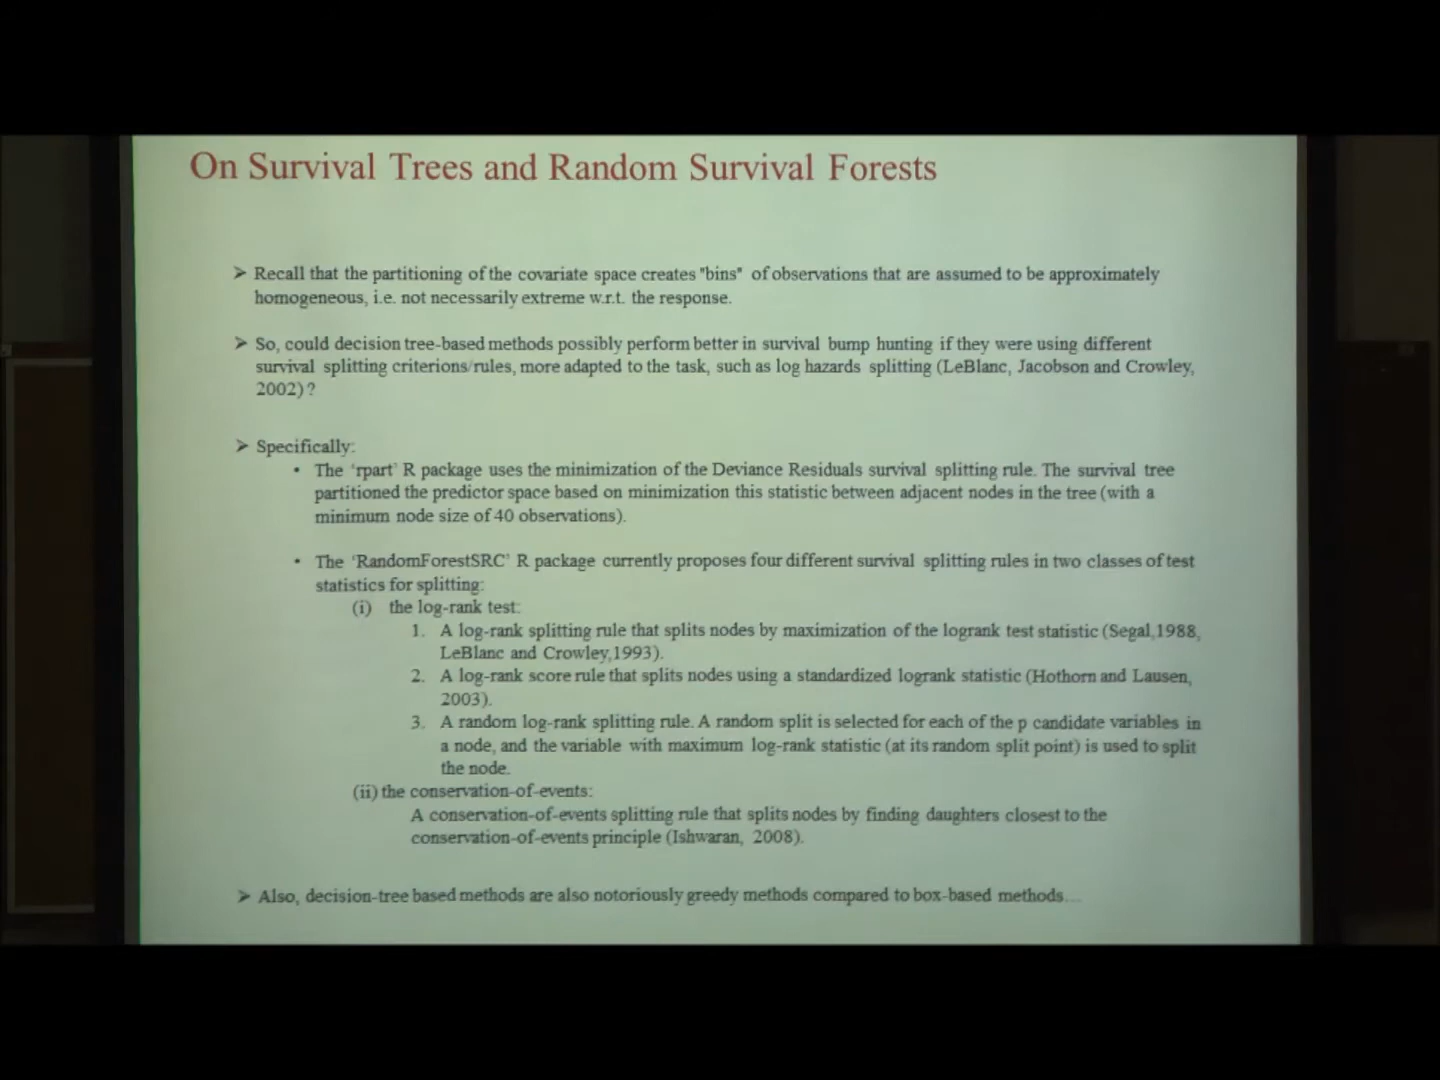 On Survival Trees and Random Survival Forests
➢ Recall that the partitioning of the covariate space creates "bins" of observations that are assumed to be approximately
homogeneous, i.e. not necessarily extreme w.r.t. the response.
➢ So, could decision tree-based methods possibly perform better in survival bump hunting if they were using different
survival splitting criterions/rules, more adapted to the task, such as log hazards splitting (LeBlanc, Jacobson and Crowley,
2002)?
➢ Specifically:
• The 'rpart' R package uses the minimization of the Deviance Residuals survival splitting rule. The survival tree
partitioned the predictor space based on minimization this statistic between adjacent nodes in the tree (with a
minimum node size of 40 observations).
• The 'RandomForestSRC' R package currently proposes four different survival splitting rules in two classes of test
statistics for splitting:
(i) the log-rank test:
1. A log-rank splitting rule that splits nodes by maximization of the logrank test statistic (Segal,1988,
LeBlanc and Crowley,1993).
2. A log-rank score rule that splits nodes using a standardized logrank statistic (Hothorn and Lausen,
2003).
3. A random log-rank splitting rule. A random split is selected for each of the p candidate variables in
a node, and the variable with maximum log-rank statistic (at its random split point) is used to split
the node.
(ii) the conservation-of-events:
A conservation-of-events splitting rule that splits nodes by finding daughters closest to the
conservation-of-events principle (Ishwaran, 2008).
➢ Also, decision-tree based methods are also notoriously greedy methods compared to box-based methods…